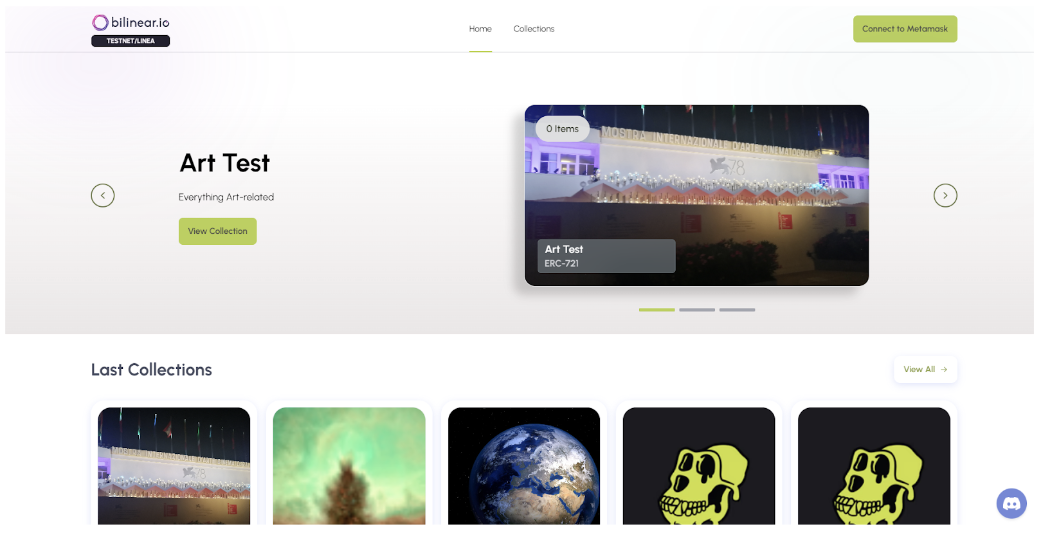 bilinear.io
TESTNET/LINEA
Home
Collections
Connect to Metamask
Art Test
Everything Art-related
View Collection
0 Items
MOSTRA INTERNAZIONALE D'ARTE CINEMATOGRAFICA
78
Art Test
ERC-721
Last Collections
View All